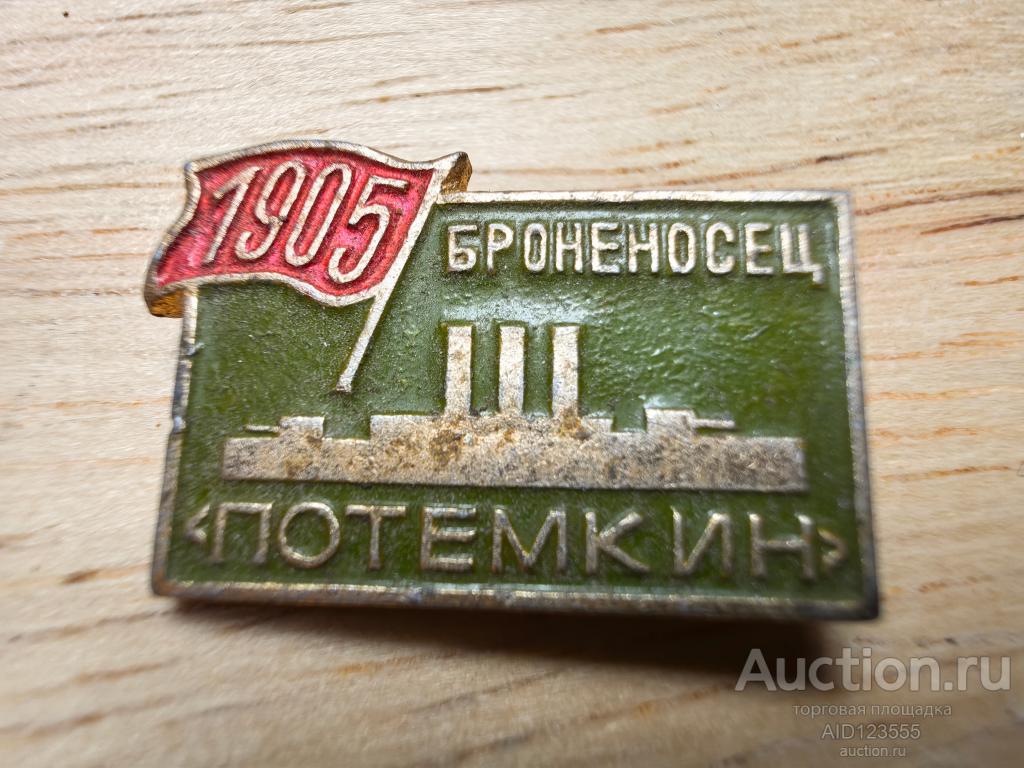 1905
БРОНЕНОСЕЦ
<ПОТЕМКИН>
Auction.ru
торговая площадка
AID123555
auction.ru